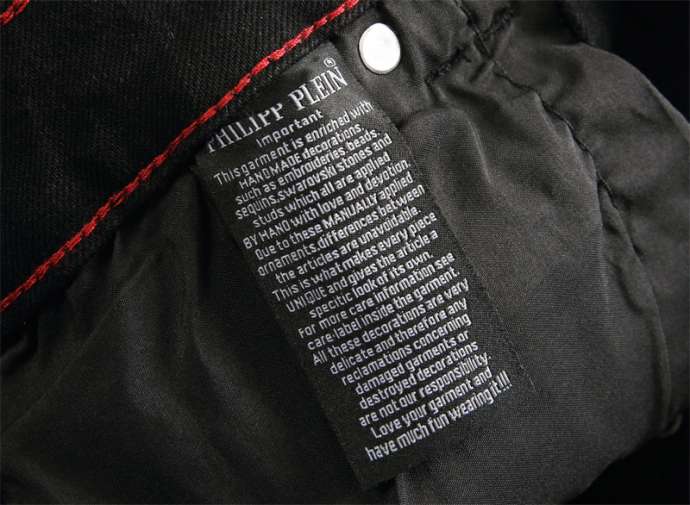 PHILIPP PLEIN®
Important
This garment is enriched with
HANDMADE decorations,
such as embroideries, beads,
sequins, Swarovski stones and
studs which all are applied
BY HAND with love and devotion.
Due to these MANUALLY applied
ornaments, differences between
the articles are unavoidable.
This is what makes every piece
UNIQUE and gives the article a
specific look of its own.
For more care information see
care label inside the garment.
All these decorations are very
delicate and therefore any
reclamations concerning
damaged garments or
destroyed decorations
are not our responsibility.
Love your garment and
have much fun wearing it!!!